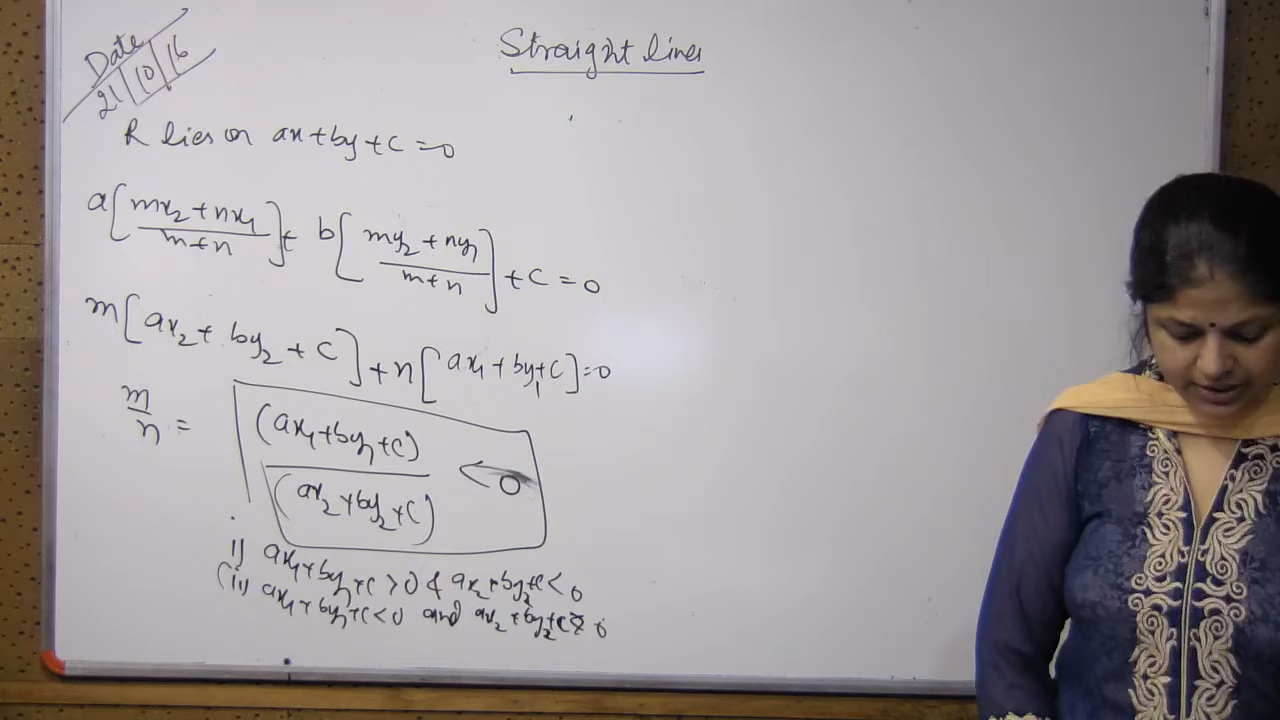 Date
21/10/16
Straight lines
R lies on ax+by+c=0
a[(mx₂+nx₁)/(m+n)] + b[(my₂+ny₁)/(m+n)] + c = 0
m[ax₂+by₂+c] + n[ax₁+by₁+c]=0
m/n = (ax₁+by₁+c)/(ax₂+by₂+c) < 0
i) ax₁+by₁+c >0 & ax₂+by₂+c < 0
(ii) ax₁+by₁+c<0 and ax₂+by₂+c 0